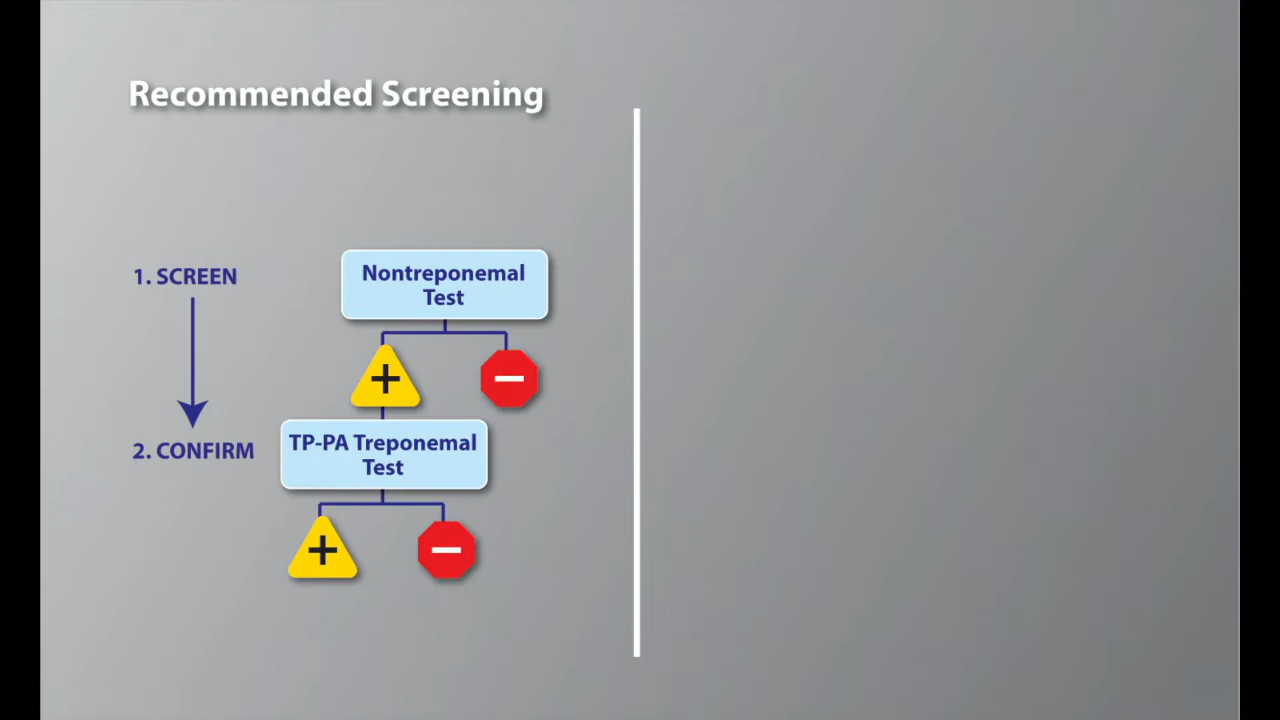 Recommended Screening
1. SCREEN
Nontreponemal
Test
+
−
2. CONFIRM
TP-PA Treponemal
Test
+
−